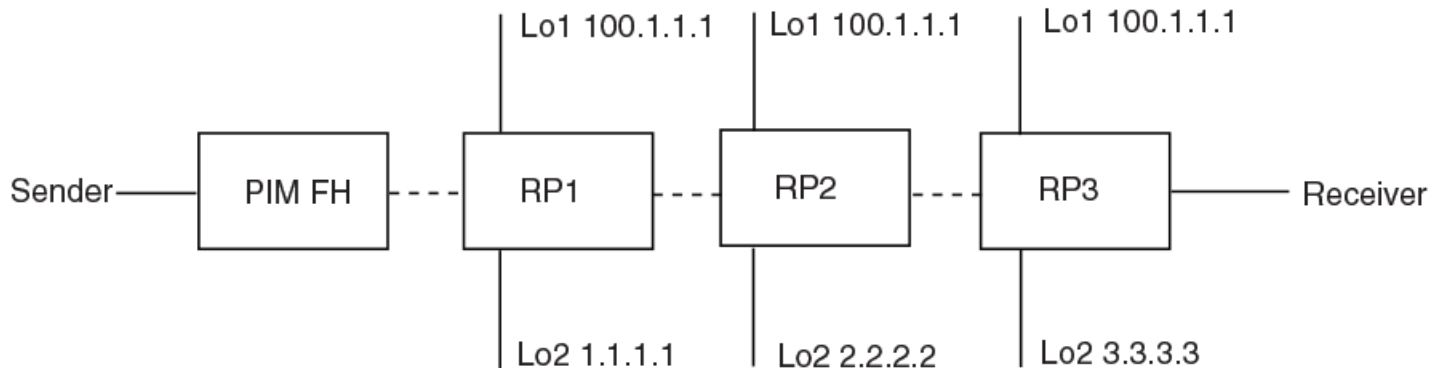 Lo1 100.1.1.1
Lo1 100.1.1.1
Lo1 100.1.1.1
Sender
PIM FH
RP1
RP2
RP3
Receiver
Lo2 1.1.1.1
Lo2 2.2.2.2
Lo2 3.3.3.3